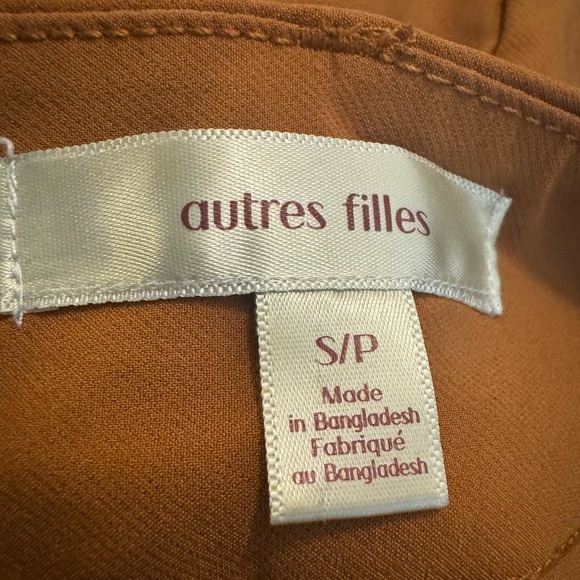 autres filles
S/P
Made
in Bangladesh
Fabriqué
au Bangladesh